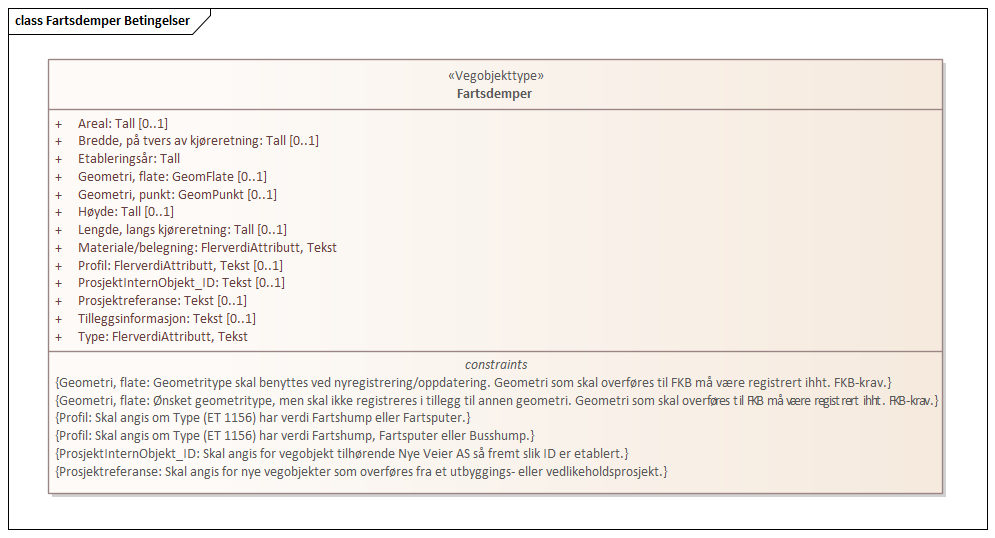 class Fartsdemper Betingelser
«Vegobjekttype»
Fartsdemper
+ Areal: Tall [0..1]
+ Bredde, på tvers av kjøreretning: Tall [0..1]
+ Etableringsår: Tall
+ Geometri, flate: GeomFlate [0..1]
+ Geometri, punkt: GeomPunkt [0..1]
+ Høyde: Tall [0..1]
+ Lengde, langs kjøreretning: Tall [0..1]
+ Materiale/belegning: FlerverdiAttributt, Tekst
+ Profil: FlerverdiAttributt, Tekst [0..1]
+ ProsjektInternObjekt_ID: Tekst [0..1]
+ Prosjektreferanse: Tekst [0..1]
+ Tilleggsinformasjon: Tekst [0..1]
+ Type: FlerverdiAttributt, Tekst
constraints
{Geometri, flate: Geometritype skal benyttes ved nyregistrering/oppdatering. Geometri som skal overføres til FKB må være registrert ihht. FKB-krav.}
{Geometri, flate: Ønsket geometritype, men skal ikke registreres i tillegg til annen geometri. Geometri som skal overføres til FKB må være registrert ihht. FKB-krav.}
{Profil: Skal angis om Type (ET 1156) har verdi Fartshump eller Fartsputer.}
{Profil: Skal angis om Type (ET 1156) har verdi Fartshump, Fartsputer eller Busshump.}
{ProsjektInternObjekt_ID: Skal angis for vegobjekt tilhørende Nye Veier AS så fremt slik ID er etablert.}
{Prosjektreferanse: Skal angis for nye vegobjekter som overføres fra et utbyggings- eller vedlikeholdsprosjekt.}